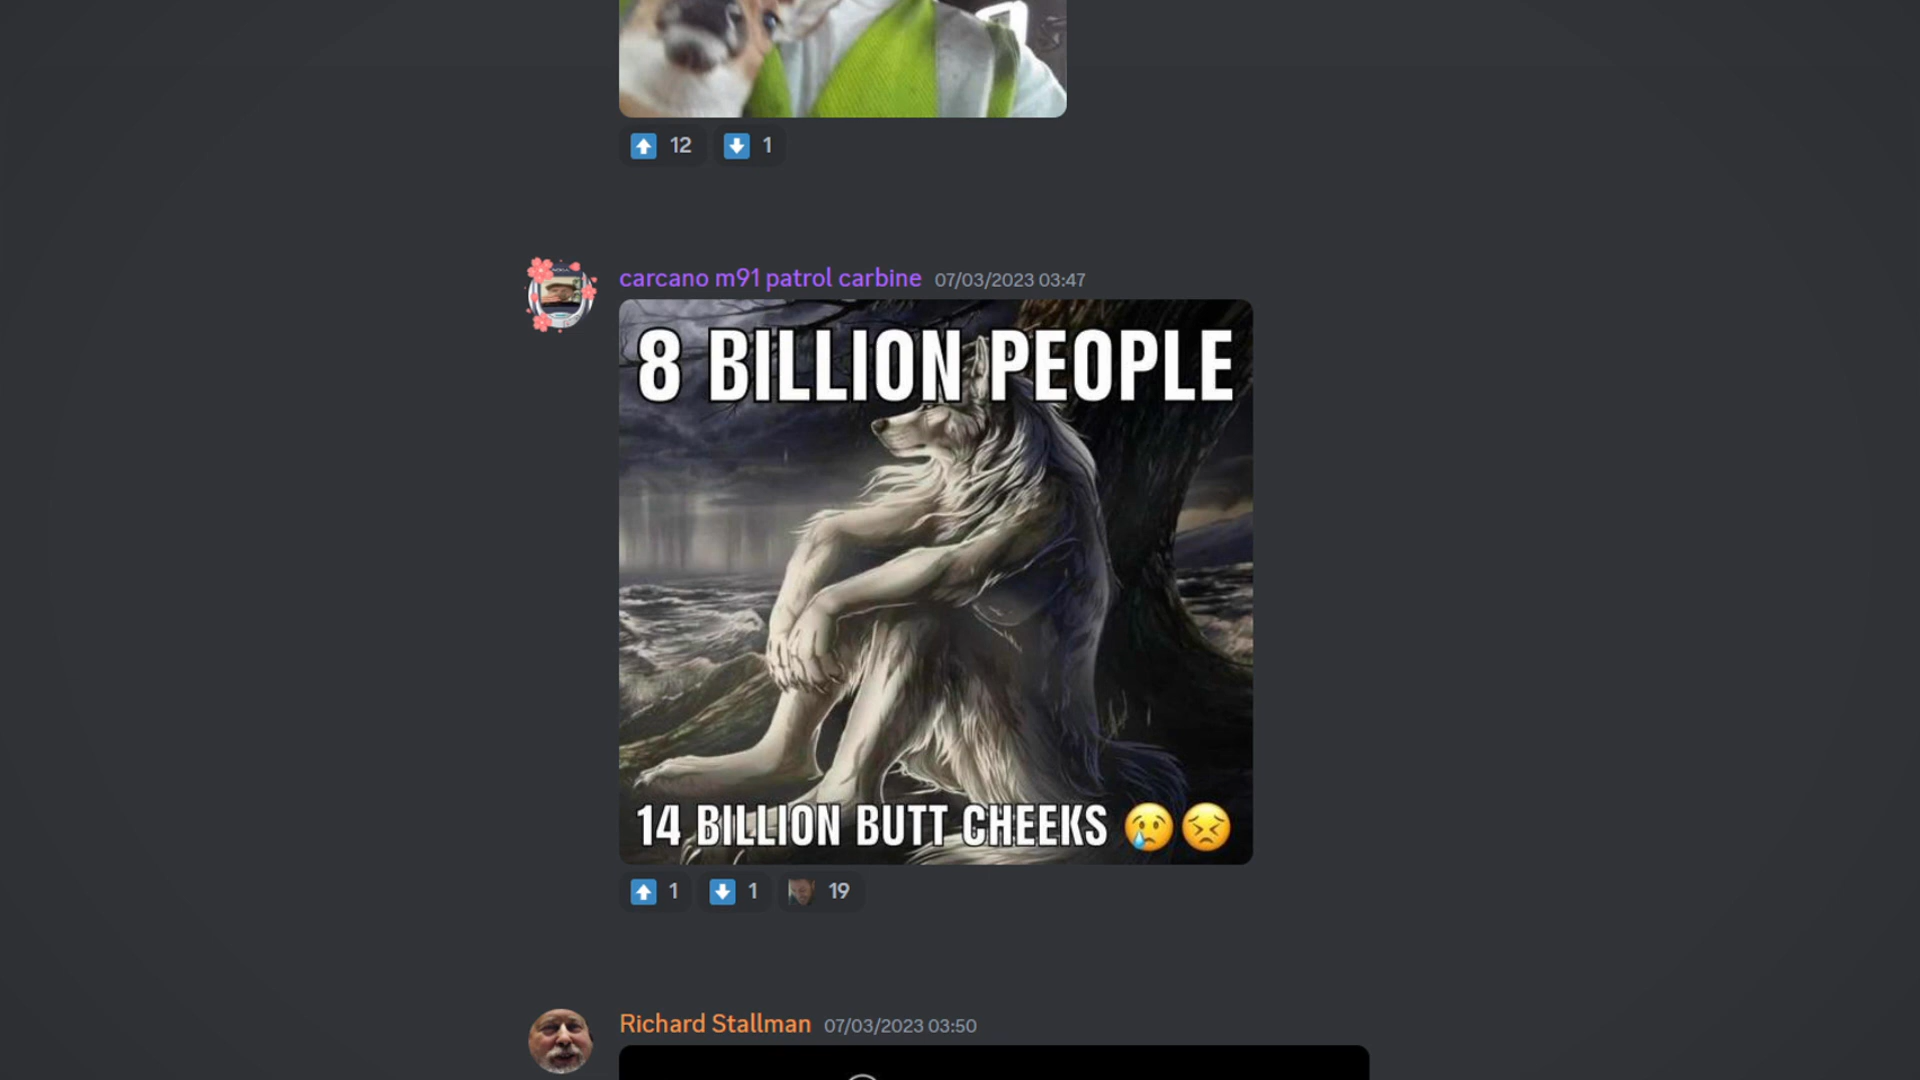 12 1
carcano m91 patrol carbine 07/03/2023 03:47
8 BILLION PEOPLE
14 BILLION BUTT CHEEKS 😢😣
1 1 19
Richard Stallman 07/03/2023 03:50